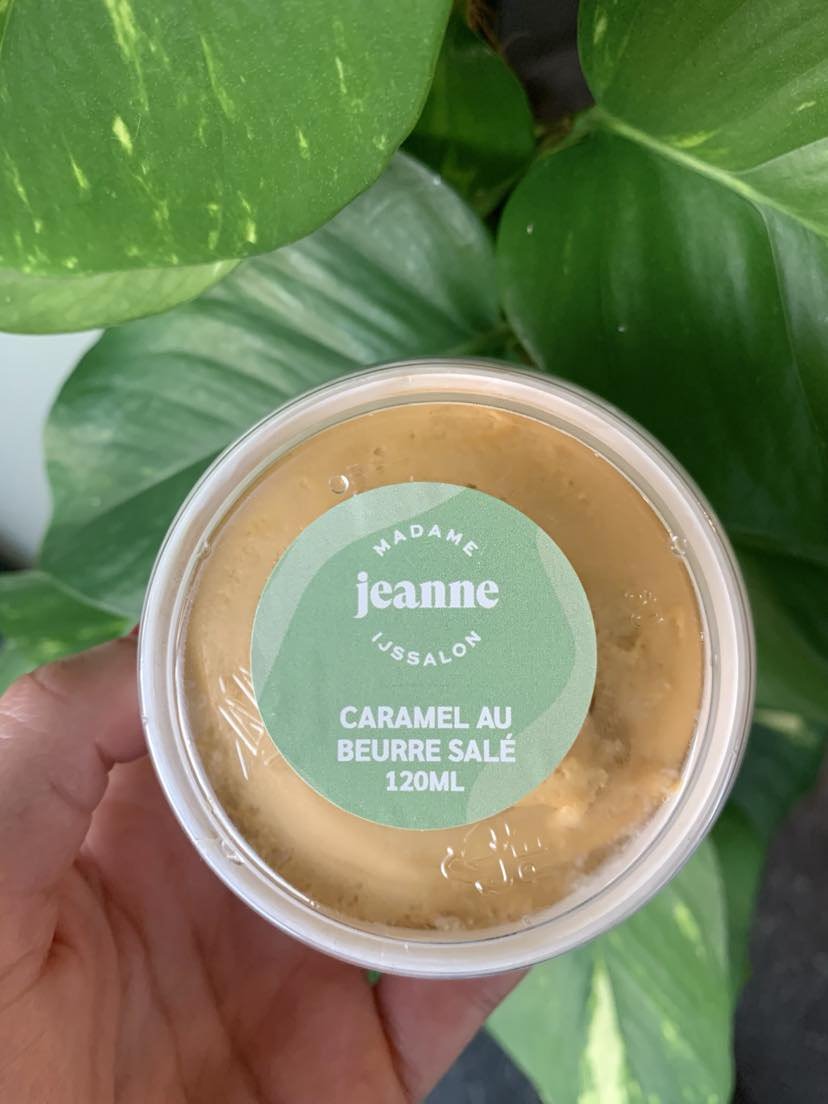 MADAME
jeanne
IJSSALON
CARAMEL AU
BEURRE SALÉ
120ML